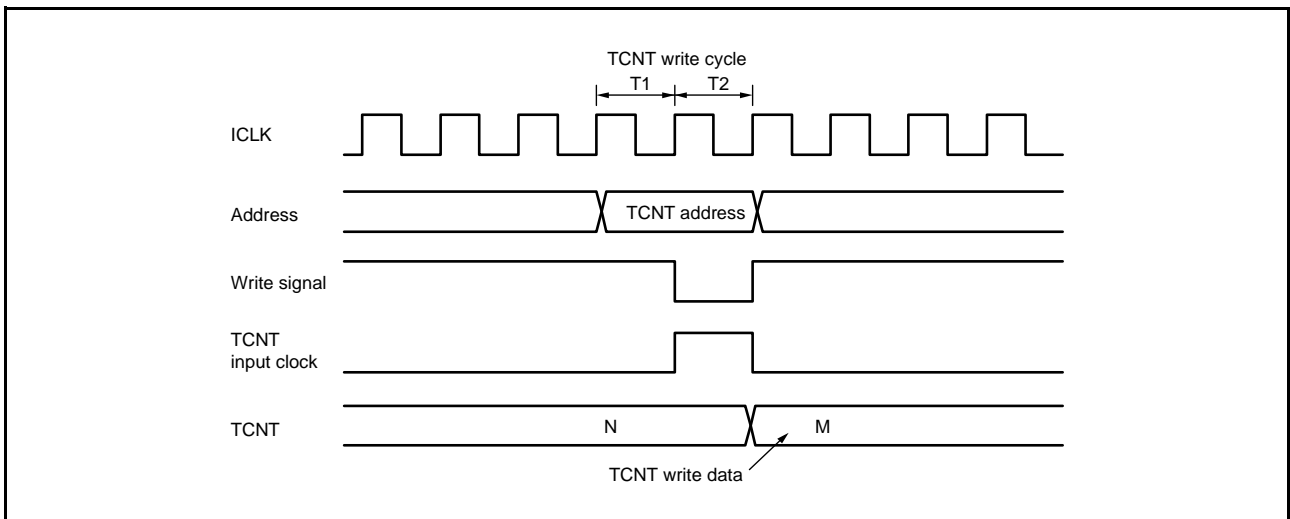 TCNT write cycle
T1 T2
ICLK
Address
TCNT address
Write signal
TCNT
input clock
TCNT
N
M
TCNT write data